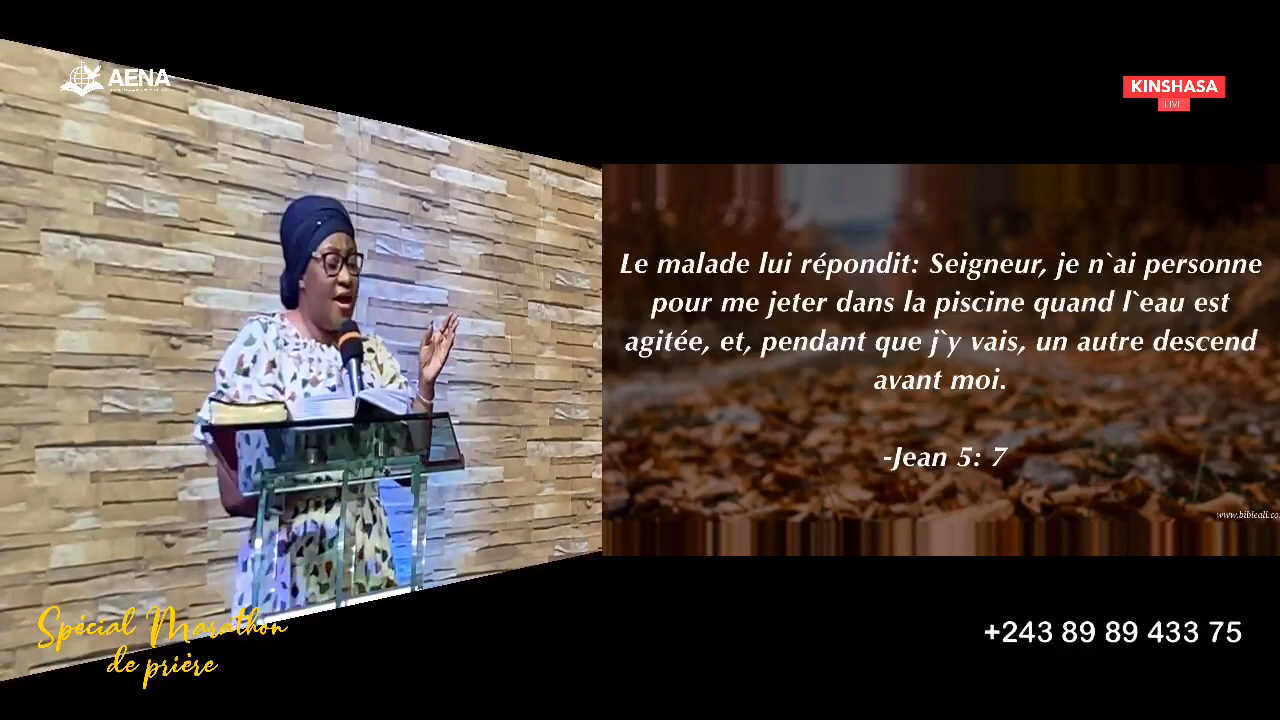 AENA
KINSHASA
LIVE
Le malade lui répondit: Seigneur, je n`ai personne
pour me jeter dans la piscine quand l`eau est
agitée, et, pendant que j`y vais, un autre descend
avant moi.
-Jean 5: 7
Spécial Marathon
de prière
+243 89 89 433 75